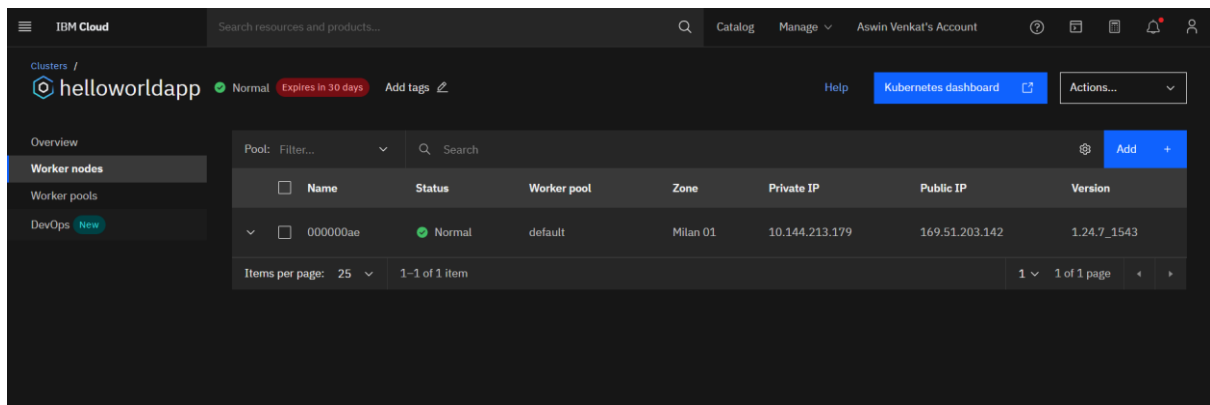 IBM Cloud Search resources and products... Catalog Manage Aswin Venkat's Account
Clusters /
helloworldapp Normal Expires in 30 days Add tags Help Kubernetes dashboard Actions...
Overview
Worker nodes
Worker pools
DevOps New
Pool: Filter... Search Add +
Name Status Worker pool Zone Private IP Public IP Version
000000ae Normal default Milan 01 10.144.213.179 169.51.203.142 1.24.7_1543
Items per page: 25 1–1 of 1 item 1 1 of 1 page